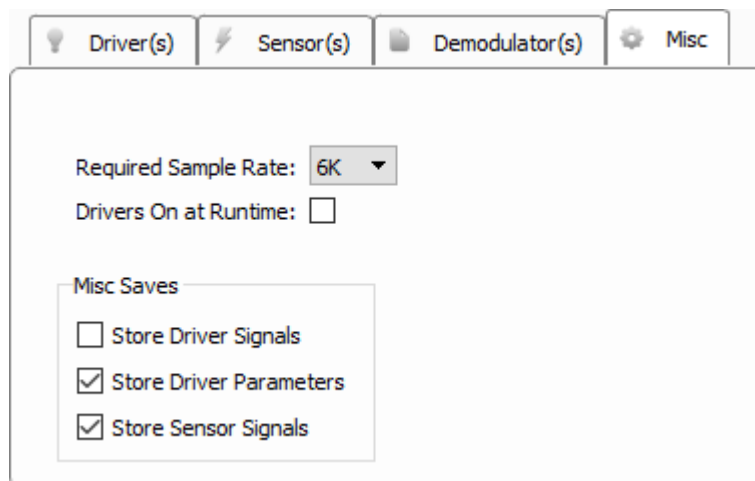 Driver(s) Sensor(s) Demodulator(s) Misc
Required Sample Rate: 6K
Drivers On at Runtime:
Misc Saves
Store Driver Signals
Store Driver Parameters
Store Sensor Signals